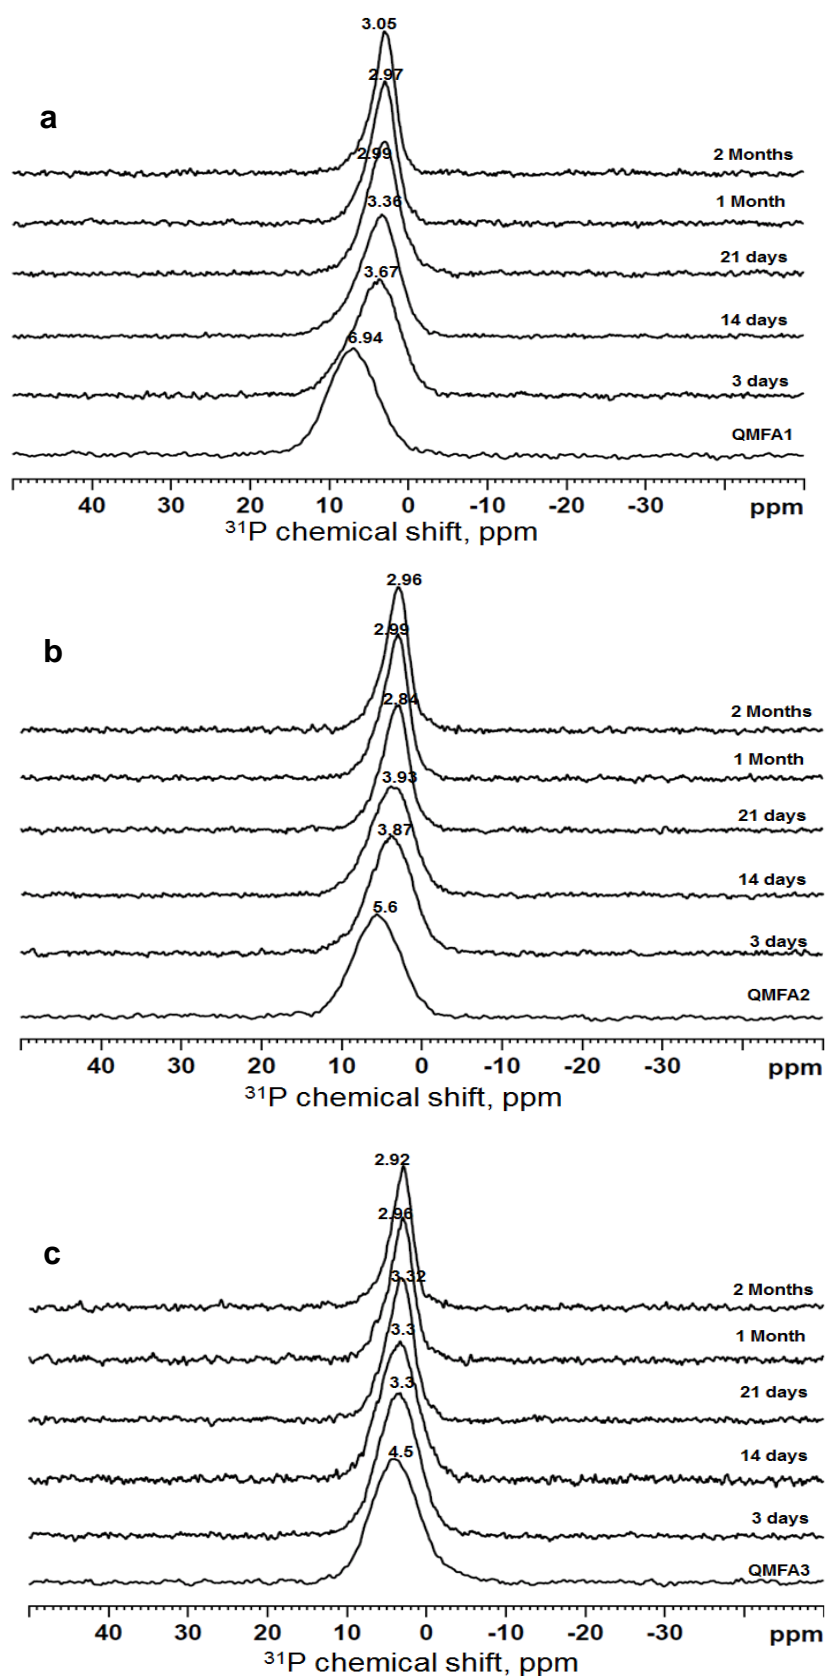 3.05
2.97
a
2.99
2 Months
3.36
1 Month
21 days
3.67
14 days
6.94
3 days
QMFA1
40 30 20 10 0 -10 -20 -30 ppm
31P chemical shift, ppm
2.96
2.99
b
2.84
2 Months
1 Month
3.93
21 days
3.87
14 days
5.6
3 days
QMFA2
40 30 20 10 0 -10 -20 -30 ppm
31P chemical shift, ppm
2.92
2.96
c
3.32
2 Months
3.3
1 Month
3.3
21 days
4.5
14 days
3 days
QMFA3
40 30 20 10 0 -10 -20 -30 ppm
31P chemical shift, ppm